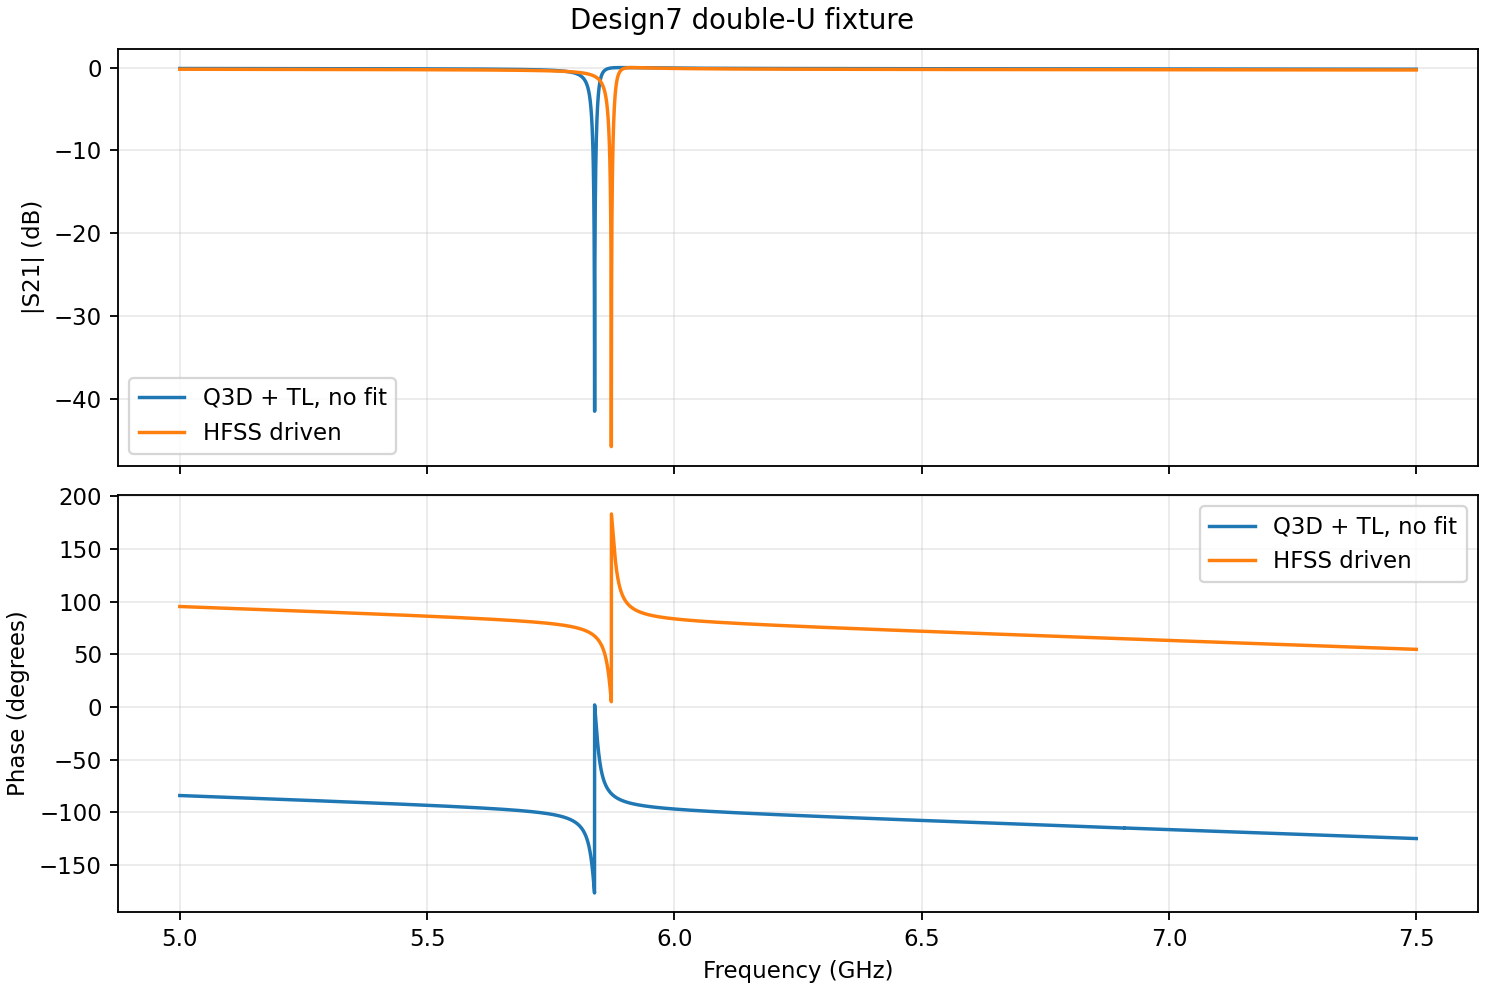 Design7 double-U fixture
0
−10
−20
−30
−40
|S21| (dB)
Q3D + TL, no fit
HFSS driven
200
150
100
50
0
−50
−100
−150
Phase (degrees)
Q3D + TL, no fit
HFSS driven
5.0 5.5 6.0 6.5 7.0 7.5
Frequency (GHz)